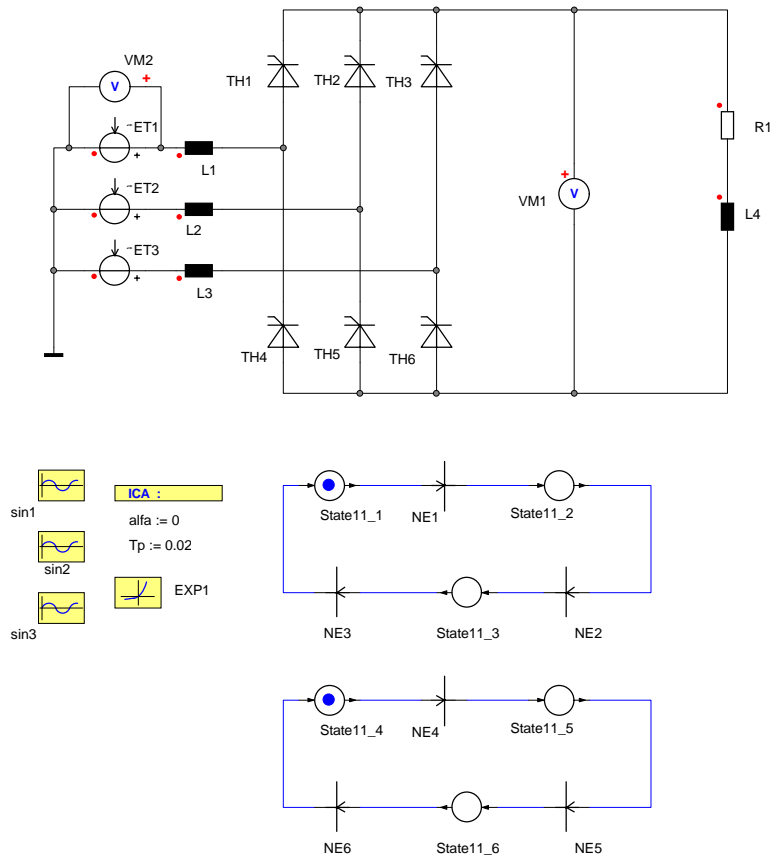 VM2
+
V
TH1
TH2
TH3
~ET1
+
L1
~ET2
+
L2
~ET3
+
L3
+
VM1
V
R1
L4
TH4
TH5
TH6
sin1
sin2
sin3
ICA :
alfa := 0
Tp := 0.02
EXP1
State11_1
NE1
State11_2
NE3
State11_3
NE2
State11_4
NE4
State11_5
NE6
State11_6
NE5